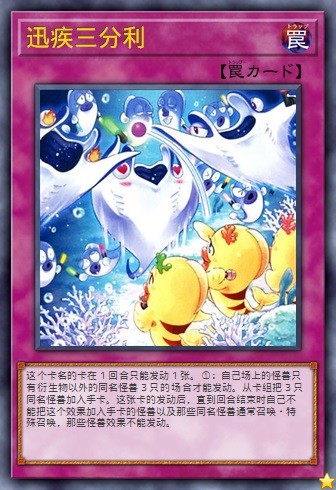 迅疾三分利
トラップ
罠
【罠カード】
这个卡名的卡在1回合只能发动1张。①：自己场上的怪兽只
有衍生物以外的同名怪兽3只的场合才能发动。从卡组把3只
同名怪兽加入手卡。这张卡的发动后，直到回合结束时自己不
能把这个效果加入手卡的怪兽以及那些同名怪兽通常召唤·特
殊召唤，那些怪兽效果不能发动。